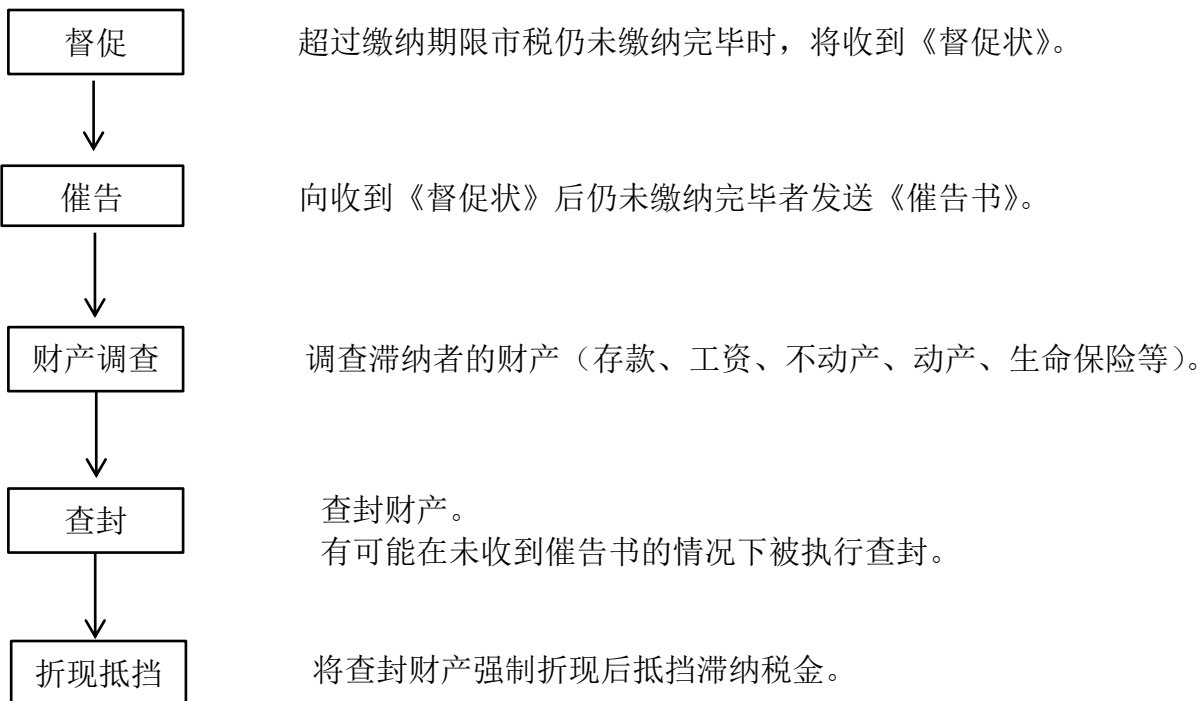 督促
超过缴纳期限市税仍未缴纳完毕时，将收到《督促状》。
催告
向收到《督促状》后仍未缴纳完毕者发送《催告书》。
财产调查
调查滞纳者的财产（存款、工资、不动产、动产、生命保险等）。
查封
查封财产。
有可能在未收到催告书的情况下被执行查封。
折现抵挡
将查封财产强制折现后抵挡滞纳税金。